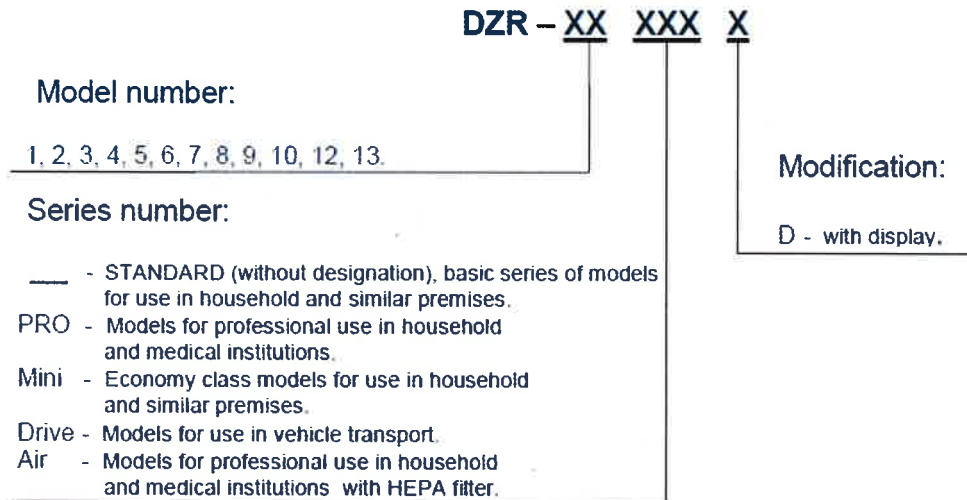 DZR – XX XXX X
Model number:
1, 2, 3, 4, 5, 6, 7, 8, 9, 10, 12, 13.
Modification:
D - with display.
Series number:
___ - STANDARD (without designation), basic series of models
for use in household and similar premises.
PRO - Models for professional use in household
and medical institutions.
Mini - Economy class models for use in household
and similar premises.
Drive - Models for use in vehicle transport.
Air - Models for professional use in household
and medical institutions with HEPA filter.